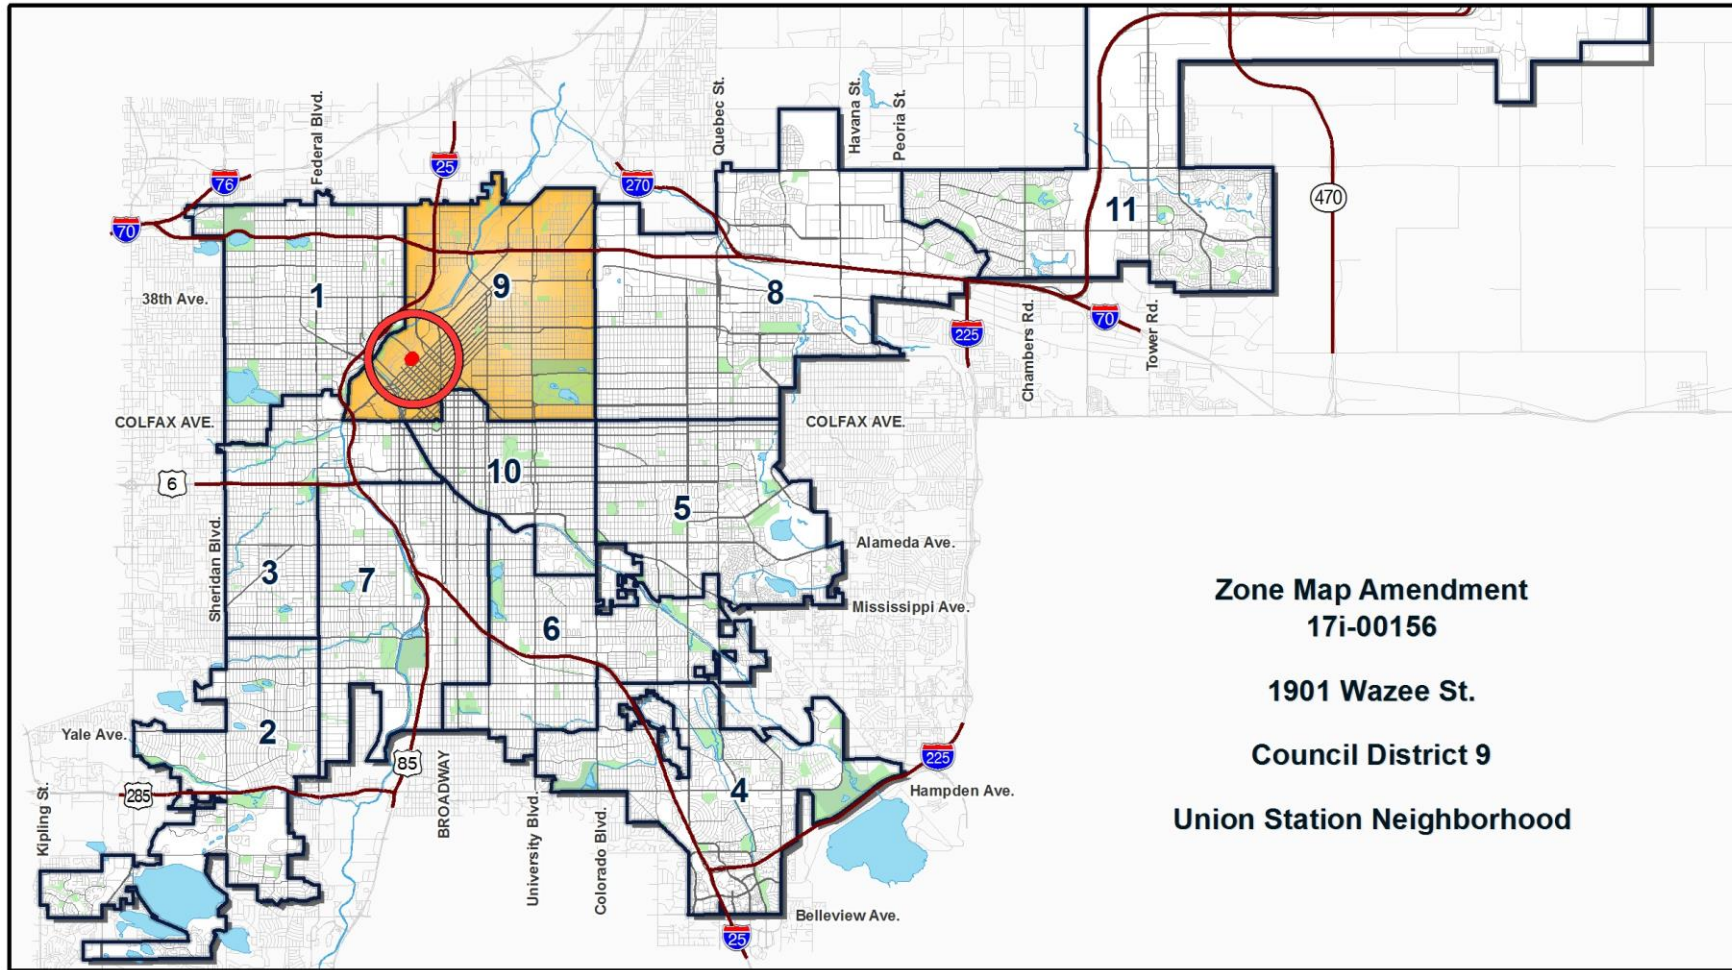 Federal Blvd.
25
76
70
270
Quebec St.
Havana St.
Peoria St.
11
470
9
1
8
38th Ave.
225
Chambers Rd.
70
Tower Rd.
COLFAX AVE.
COLFAX AVE.
6
10
5
Sheridan Blvd.
3
7
Alameda Ave.
Mississippi Ave.
6
2
Yale Ave.
85
BROADWAY
285
Kipling St.
University Blvd.
Colorado Blvd.
4
225
Hampden Ave.
Belleview Ave.
25
Zone Map Amendment
17i-00156
1901 Wazee St.
Council District 9
Union Station Neighborhood